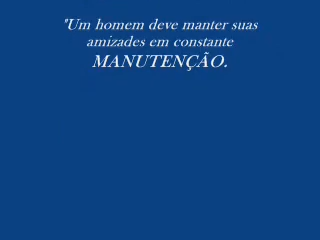 "Um homem deve manter suas
amizades em constante
MANUTENÇÃO.